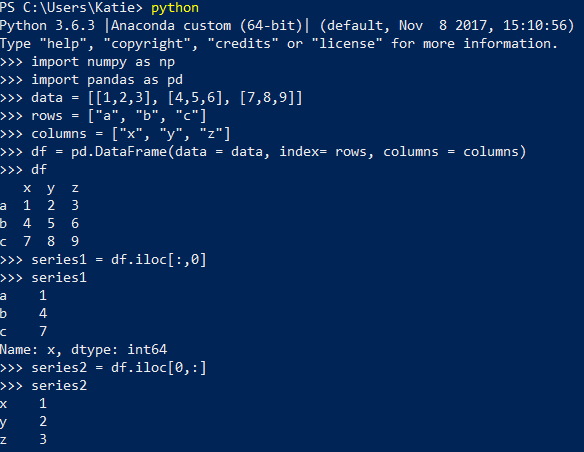 PS C:\Users\Katie> python
Python 3.6.3 |Anaconda custom (64-bit)| (default, Nov  8 2017, 15:10:56)
Type "help", "copyright", "credits" or "license" for more information.
>>> import numpy as np
>>> import pandas as pd
>>> data = [[1,2,3], [4,5,6], [7,8,9]]
>>> rows = ["a", "b", "c"]
>>> columns = ["x", "y", "z"]
>>> df = pd.DataFrame(data = data, index= rows, columns = columns)
>>> df
   x  y  z
a  1  2  3
b  4  5  6
c  7  8  9
>>> series1 = df.iloc[:,0]
>>> series1
a    1
b    4
c    7
Name: x, dtype: int64
>>> series2 = df.iloc[0,:]
>>> series2
x    1
y    2
z    3